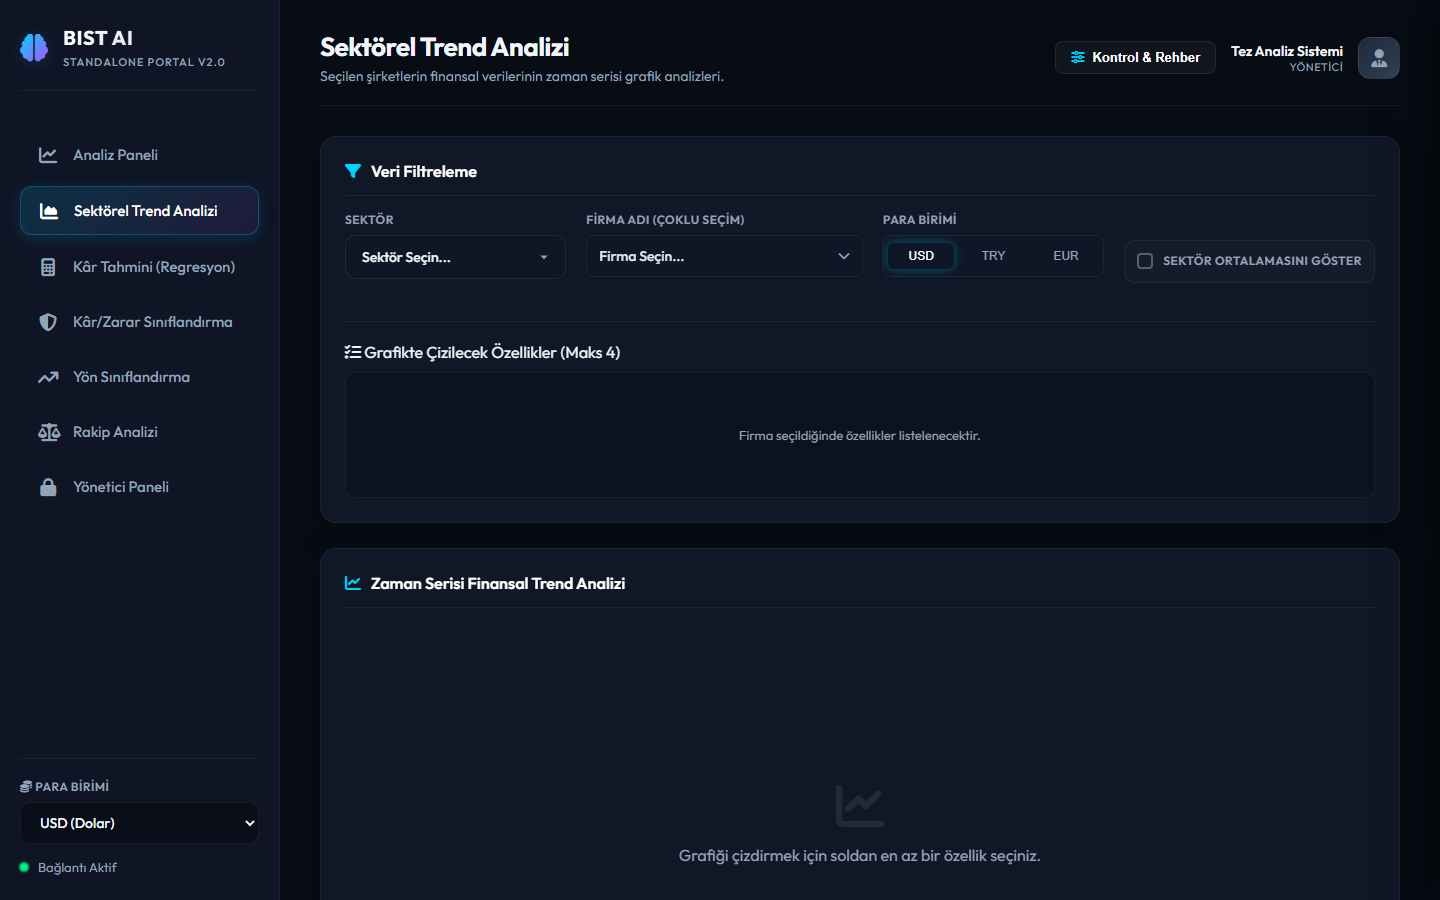 BIST AI
STANDALONE PORTAL V2.0
Analiz Paneli
Sektörel Trend Analizi
Kâr Tahmini (Regresyon)
Kâr/Zarar Sınıflandırma
Yön Sınıflandırma
Rakip Analizi
Yönetici Paneli
PARA BİRİMİ
USD (Dolar)
Bağlantı Aktif
Sektörel Trend Analizi
Seçilen şirketlerin finansal verilerinin zaman serisi grafik analizleri.
Kontrol & Rehber
Tez Analiz Sistemi
YÖNETİCİ
Veri Filtreleme
SEKTÖR
FİRMA ADI (ÇOKLU SEÇİM)
PARA BİRİMİ
Sektör Seçin...
Firma Seçin...
USD TRY EUR
SEKTÖR ORTALAMASINI GÖSTER
Grafikte Çizilecek Özellikler (Maks 4)
Firma seçildiğinde özellikler listelenecektir.
Zaman Serisi Finansal Trend Analizi
Grafiği çizdirmek için soldan en az bir özellik seçiniz.